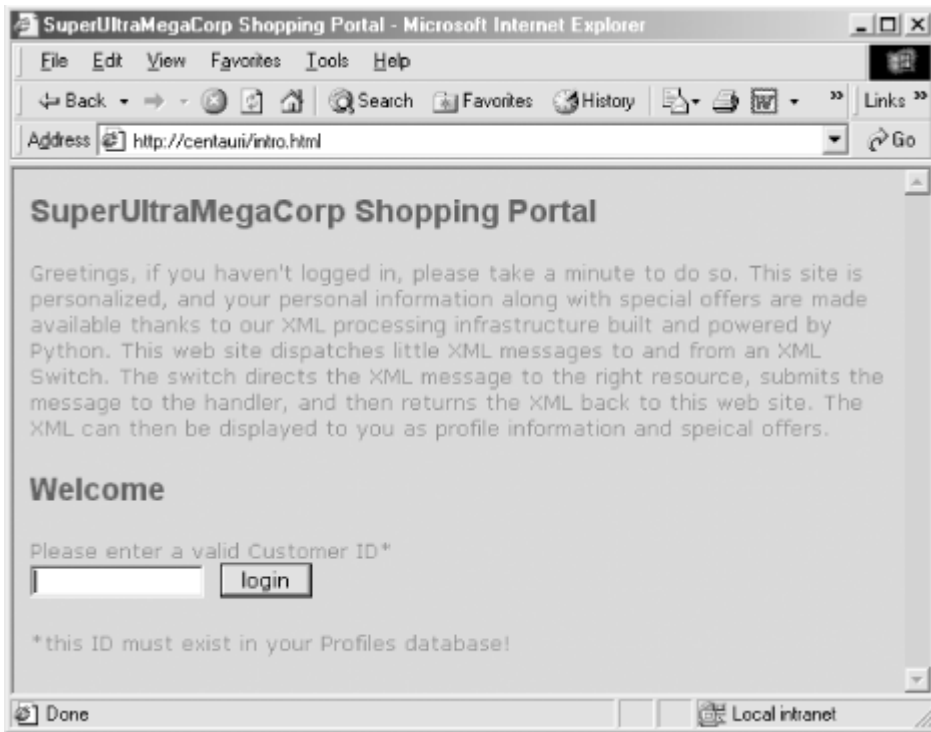 SuperUltraMegaCorp Shopping Portal - Microsoft Internet Explorer
File Edit View Favorites Tools Help
Back Search Favorites History » Links »
Address http://centauri/intro.html Go
SuperUltraMegaCorp Shopping Portal
Greetings, if you haven't logged in, please take a minute to do so. This site is
personalized, and your personal information along with special offers are made
available thanks to our XML processing infrastructure built and powered by
Python. This web site dispatches little XML messages to and from an XML
Switch. The switch directs the XML message to the right resource, submits the
message to the handler, and then returns the XML back to this web site. The
XML can then be displayed to you as profile information and speical offers.
Welcome
Please enter a valid Customer ID*
login
*this ID must exist in your Profiles database!
Done Local intranet